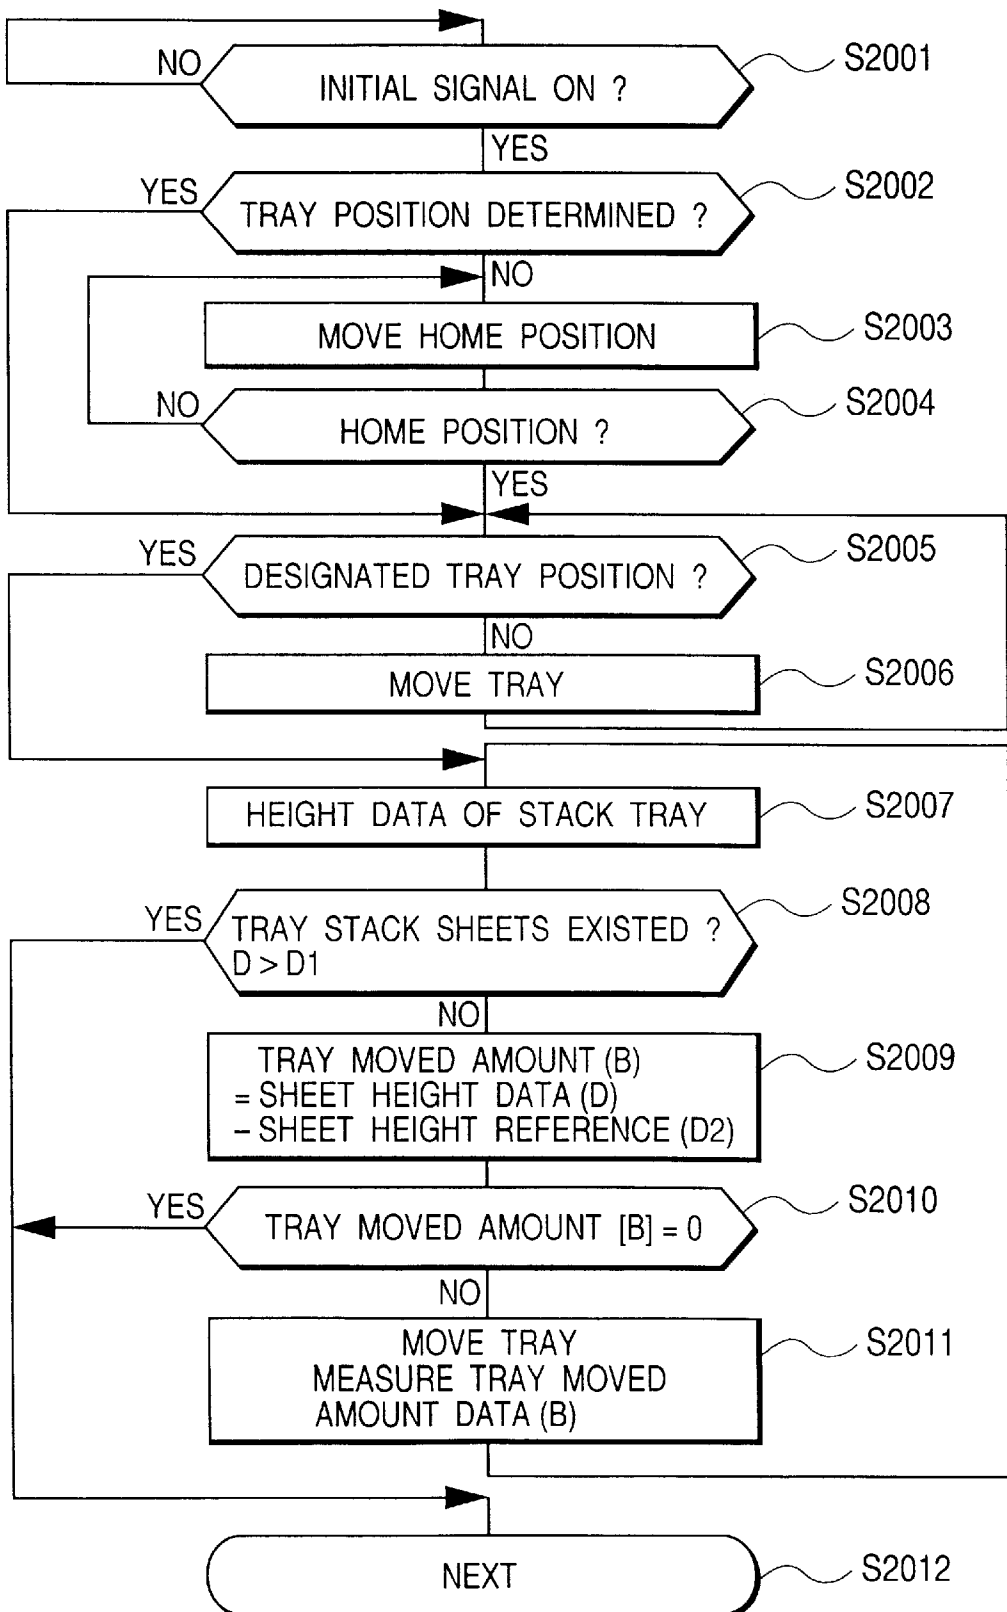 NO
INITIAL SIGNAL ON ?
S2001
YES
YES
TRAY POSITION DETERMINED ?
S2002
NO
MOVE HOME POSITION
S2003
NO
HOME POSITION ?
S2004
YES
YES
DESIGNATED TRAY POSITION ?
S2005
NO
MOVE TRAY
S2006
HEIGHT DATA OF STACK TRAY
S2007
YES
TRAY STACK SHEETS EXISTED ?
D > D1
S2008
NO
TRAY MOVED AMOUNT (B)
= SHEET HEIGHT DATA (D)
– SHEET HEIGHT REFERENCE (D2)
S2009
YES
TRAY MOVED AMOUNT [B] = 0
S2010
NO
MOVE TRAY
MEASURE TRAY MOVED
AMOUNT DATA (B)
S2011
NEXT
S2012